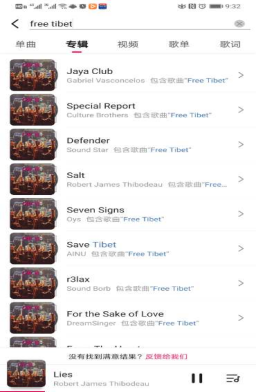 9:32
free tibet
单曲 专辑 视频 歌单 歌词
Jaya Club
Gabriel Vasconcelos 包含歌曲"Free Tibet"
Special Report
Culture Brothers 包含歌曲"Free Tibet"
Defender
Sound Star 包含歌曲"Free Tibet"
Salt
Robert James Thibodeau 包含歌曲"Free...
Seven Signs
Oys 包含歌曲"Free Tibet"
Save Tibet
AINU 包含歌曲"Free Tibet"
r3lax
Sound Borb 包含歌曲"Free Tibet"
For the Sake of Love
DreamSinger 包含歌曲"Free Tibet"
没有找到满意结果？反馈给我们
Lies
Robert James Thibodeau